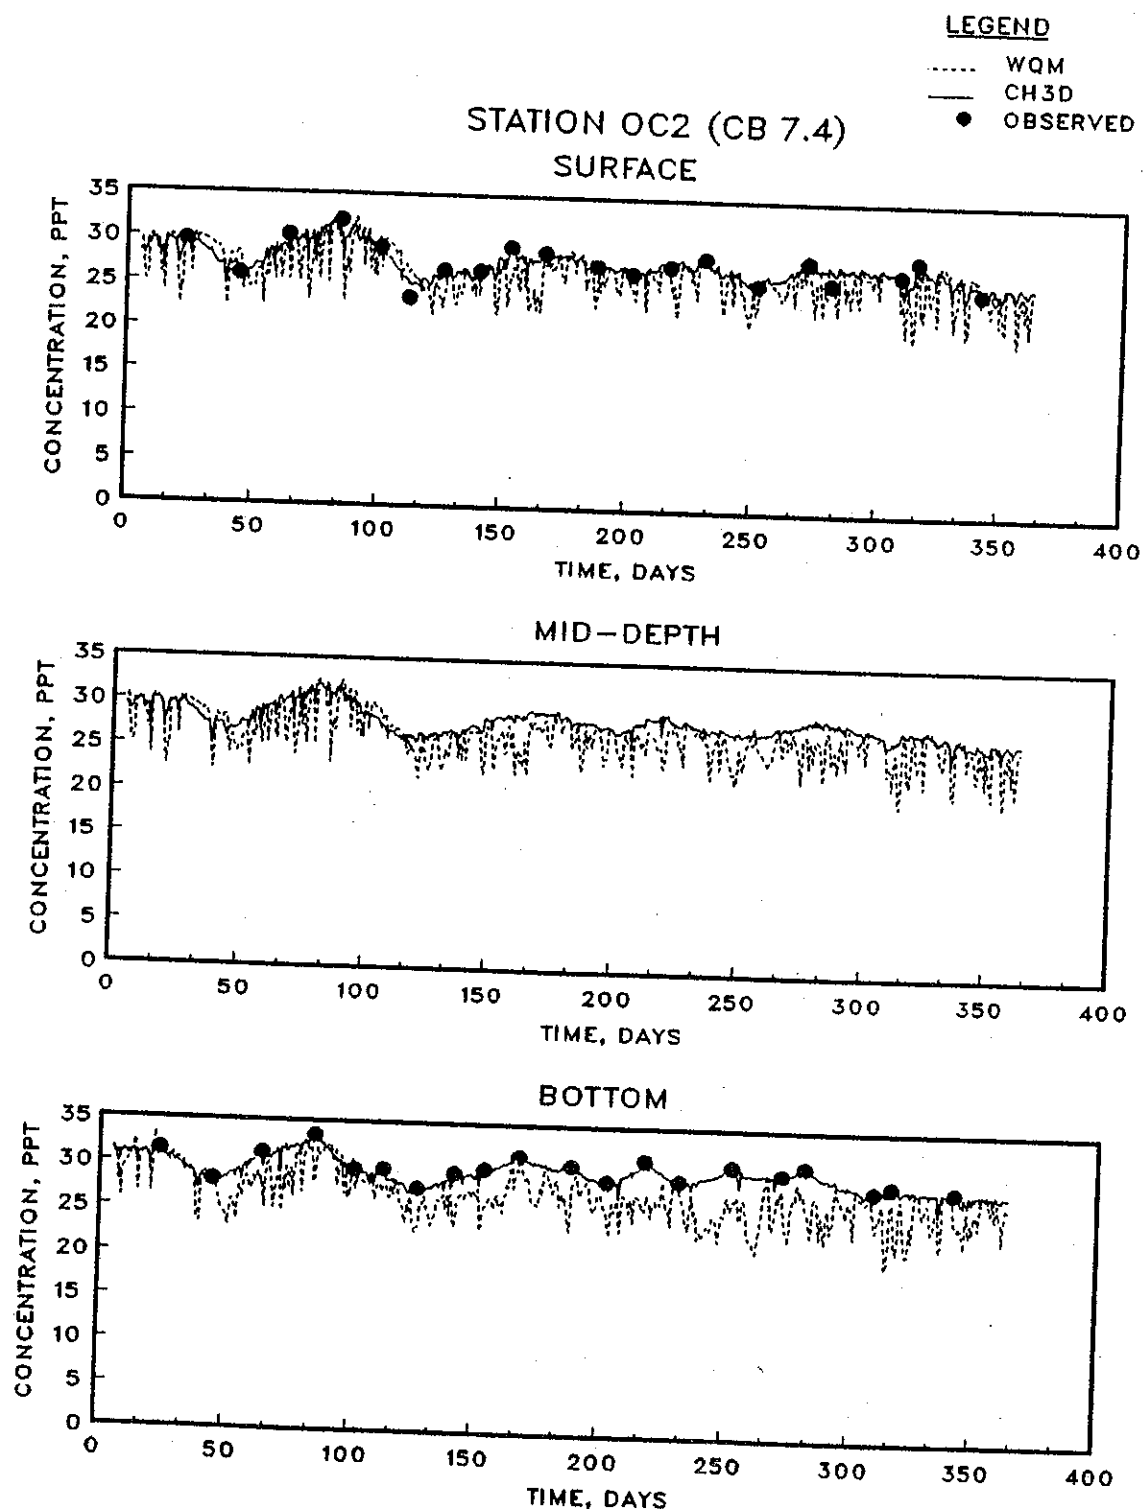 LEGEND
WQM
CH3D
OBSERVED
STATION OC2 (CB 7.4)
SURFACE
CONCENTRATION, PPT
35
30
25
20
15
10
5
0
0 50 100 150 200 250 300 350 400
TIME, DAYS
MID-DEPTH
CONCENTRATION, PPT
35
30
25
20
15
10
5
0
0 50 100 150 200 250 300 350 400
TIME, DAYS
BOTTOM
CONCENTRATION, PPT
35
30
25
20
15
10
5
0
0 50 100 150 200 250 300 350 400
TIME, DAYS